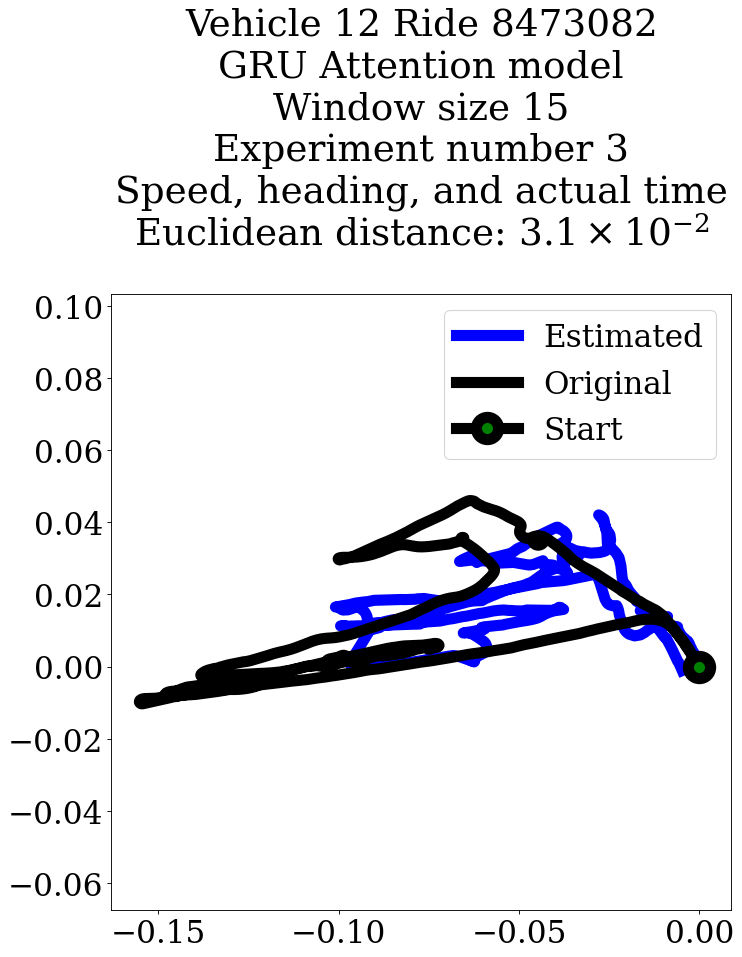 Vehicle 12 Ride 8473082
GRU Attention model
Window size 15
Experiment number 3
Speed, heading, and actual time
Euclidean distance: 3.1 × 10⁻²
Estimated
Original
Start
0.10
0.08
0.06
0.04
0.02
0.00
−0.02
−0.04
−0.06
−0.15
−0.10
−0.05
0.00